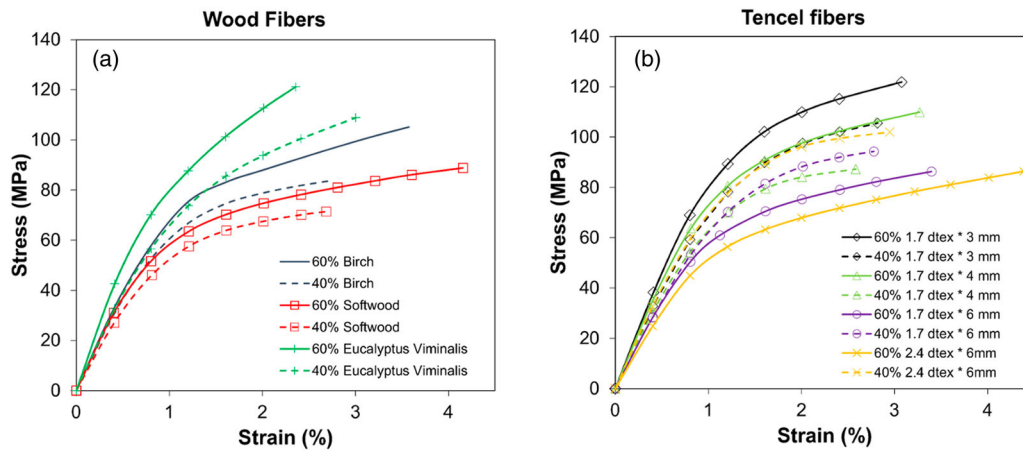 Wood Fibers
(a)
140
120
100
80
60
40
20
0
Stress (MPa)
60% Birch
40% Birch
60% Softwood
40% Softwood
60% Eucalyptus Viminalis
40% Eucalyptus Viminalis
0 1 2 3 4
Strain (%)
Tencel fibers
(b)
140
120
100
80
60
40
20
0
Stress (MPa)
60% 1.7 dtex * 3 mm
40% 1.7 dtex * 3 mm
60% 1.7 dtex * 4 mm
40% 1.7 dtex * 4 mm
60% 1.7 dtex * 6 mm
40% 1.7 dtex * 6 mm
60% 2.4 dtex * 6mm
40% 2.4 dtex * 6mm
0 1 2 3 4
Strain (%)